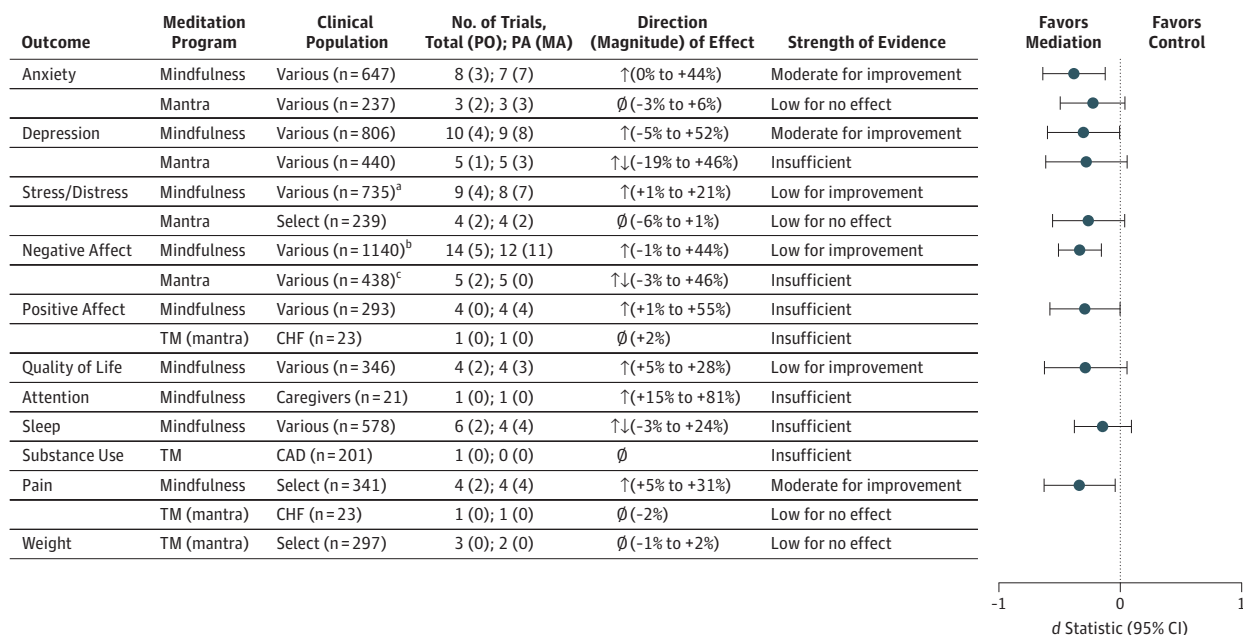 Outcome Meditation Program Clinical Population No. of Trials, Total (PO); PA (MA) Direction (Magnitude) of Effect Strength of Evidence Favors Mediation Favors Control
Anxiety Mindfulness Various (n=647) 8 (3); 7 (7) ↑(0% to +44%) Moderate for improvement
Mantra Various (n=237) 3 (2); 3 (3) Ø(-3% to +6%) Low for no effect
Depression Mindfulness Various (n=806) 10 (4); 9 (8) ↑(-5% to +52%) Moderate for improvement
Mantra Various (n=440) 5 (1); 5 (3) ↑↓(-19% to +46%) Insufficient
Stress/Distress Mindfulness Various (n=735)a 9 (4); 8 (7) ↑(+1% to +21%) Low for improvement
Mantra Select (n=239) 4 (2); 4 (2) Ø(-6% to +1%) Low for no effect
Negative Affect Mindfulness Various (n=1140)b 14 (5); 12 (11) ↑(-1% to +44%) Low for improvement
Mantra Various (n=438)c 5 (2); 5 (0) ↑↓(-3% to +46%) Insufficient
Positive Affect Mindfulness Various (n=293) 4 (0); 4 (4) ↑(+1% to +55%) Insufficient
TM (mantra) CHF (n=23) 1 (0); 1 (0) Ø(+2%) Insufficient
Quality of Life Mindfulness Various (n=346) 4 (2); 4 (3) ↑(+5% to +28%) Low for improvement
Attention Mindfulness Caregivers (n=21) 1 (0); 1 (0) ↑(+15% to +81%) Insufficient
Sleep Mindfulness Various (n=578) 6 (2); 4 (4) ↑↓(-3% to +24%) Insufficient
Substance Use TM CAD (n=201) 1 (0); 0 (0) Ø Insufficient
Pain Mindfulness Select (n=341) 4 (2); 4 (4) ↑(+5% to +31%) Moderate for improvement
TM (mantra) CHF (n=23) 1 (0); 1 (0) Ø(-2%) Low for no effect
Weight TM (mantra) Select (n=297) 3 (0); 2 (0) Ø(-1% to +2%) Low for no effect
-1 0 1
d Statistic (95% CI)